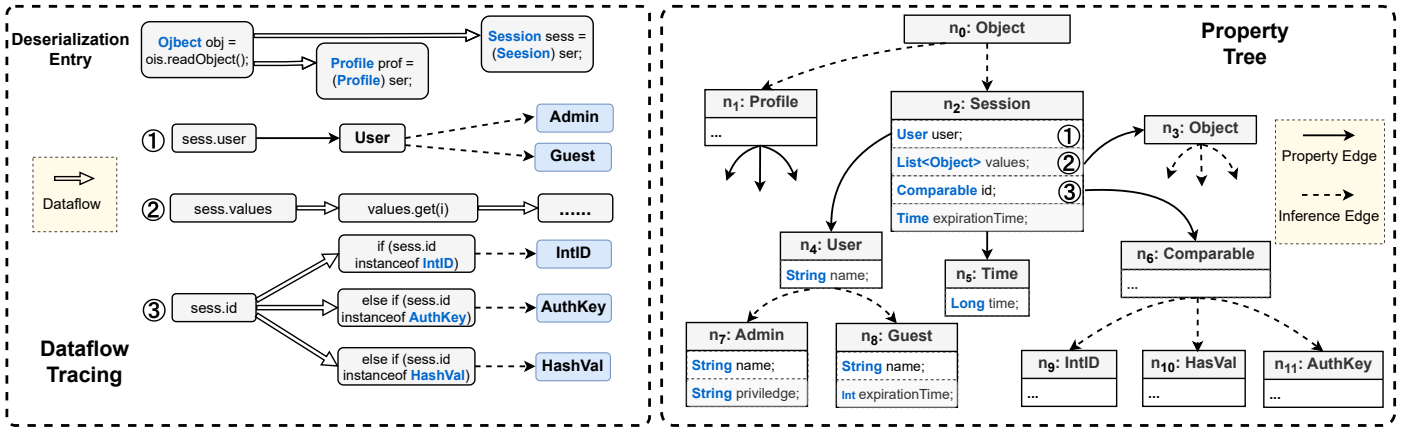 Deserialization
Entry
Ojbect obj =
ois.readObject();
Session sess =
(Seesion) ser;
Profile prof =
(Profile) ser;
①
sess.user
User
Admin
Guest
Dataflow
②
sess.values
values.get(i)
......
③
sess.id
if (sess.id
instanceof IntID)
IntID
else if (sess.id
instanceof AuthKey)
AuthKey
else if (sess.id
instanceof HashVal)
HashVal
Dataflow
Tracing
Property
Tree
n0: Object
n1: Profile
...
n2: Session
User user; ①
List<Object> values; ②
Comparable id; ③
Time expirationTime;
n3: Object
Property Edge
Inference Edge
n4: User
String name;
n5: Time
Long time;
n6: Comparable
...
n7: Admin
String name;
String priviledge;
n8: Guest
String name;
Int expirationTime;
n9: IntID
...
n10: HasVal
...
n11: AuthKey
...